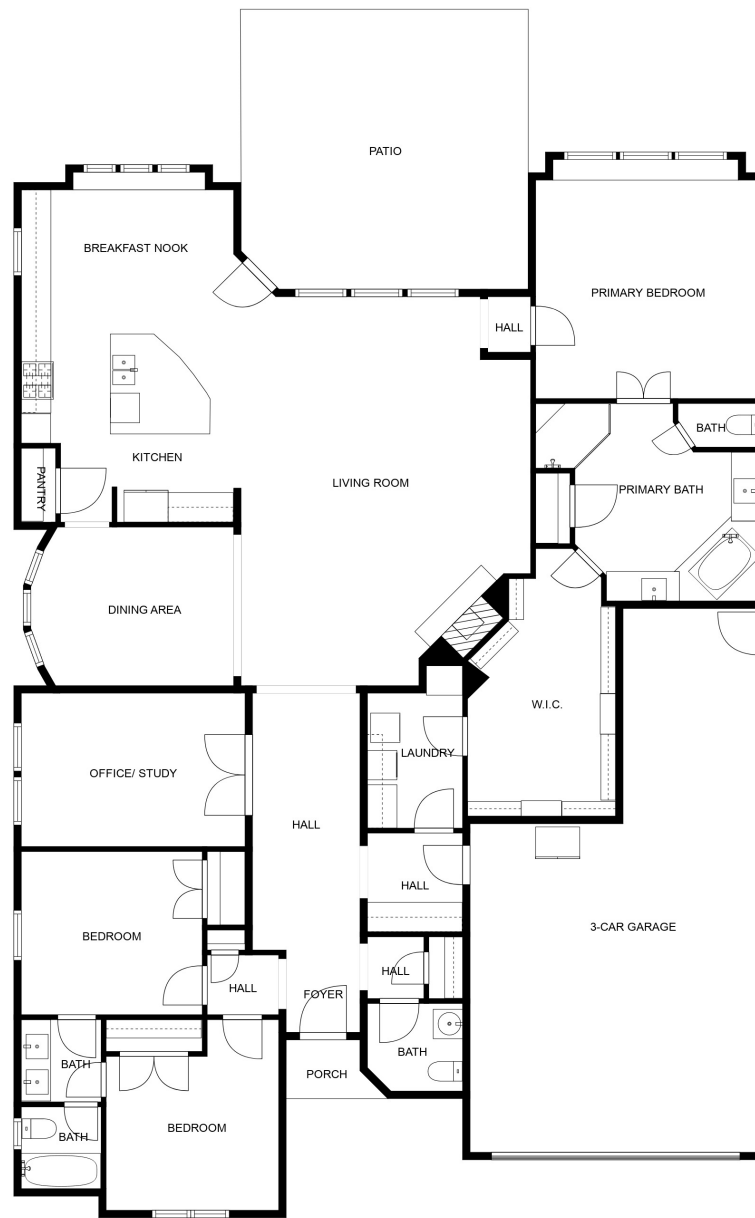 PATIO
BREAKFAST NOOK
PRIMARY BEDROOM
HALL
BATH
KITCHEN
PANTRY
LIVING ROOM
PRIMARY BATH
DINING AREA
W.I.C.
LAUNDRY
OFFICE/ STUDY
HALL
HALL
3-CAR GARAGE
BEDROOM
HALL
HALL
FOYER
BATH
BATH
PORCH
BEDROOM
BATH